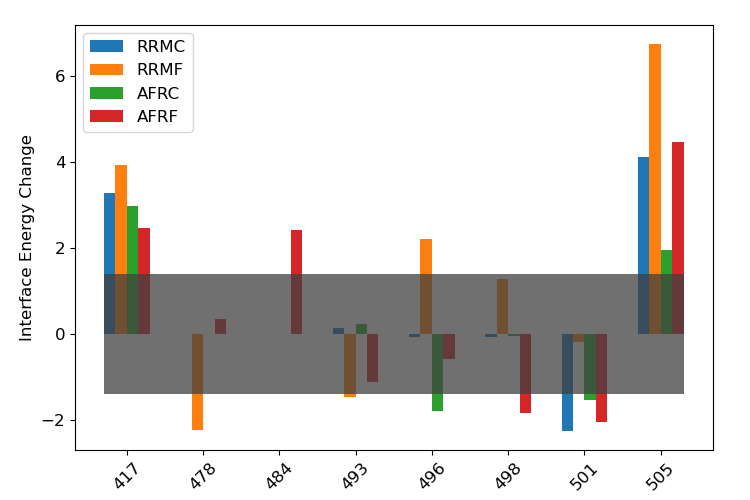 RRMC
RRMF
AFRC
AFRF
Interface Energy Change
6
4
2
0
−2
417
478
484
493
496
498
501
505